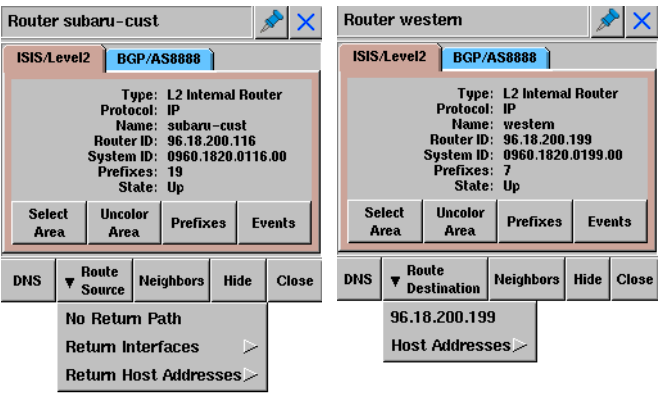 Router subaru-cust
ISIS/Level2 BGP/AS8888
Type: L2 Internal Router
Protocol: IP
Name: subaru-cust
Router ID: 96.18.200.116
System ID: 0960.1820.0116.00
Prefixes: 19
State: Up
Select Area
Uncolor Area
Prefixes
Events
DNS
Route Source
Neighbors
Hide
Close
No Return Path
Return Interfaces
Return Host Addresses
Router western
ISIS/Level2 BGP/AS8888
Type: L2 Internal Router
Protocol: IP
Name: western
Router ID: 96.18.200.199
System ID: 0960.1820.0199.00
Prefixes: 7
State: Up
Select Area
Uncolor Area
Prefixes
Events
DNS
Route Destination
Neighbors
Hide
Close
96.18.200.199
Host Addresses